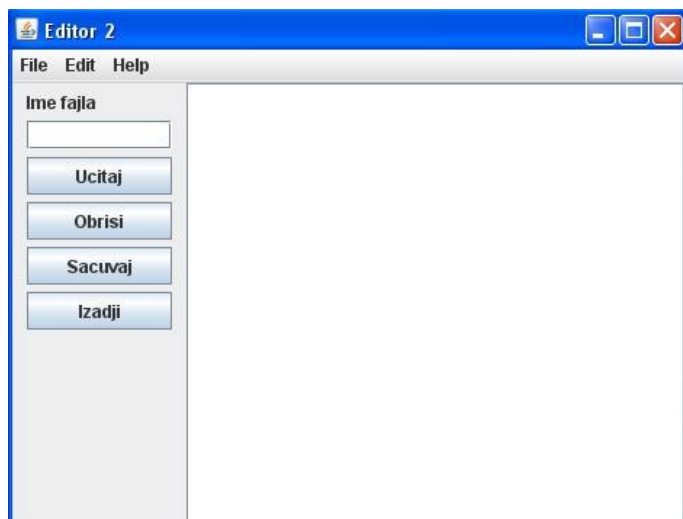 Editor 2
File Edit Help
Ime fajla
Ucitaj
Obrisi
Sacuvaj
Izadji